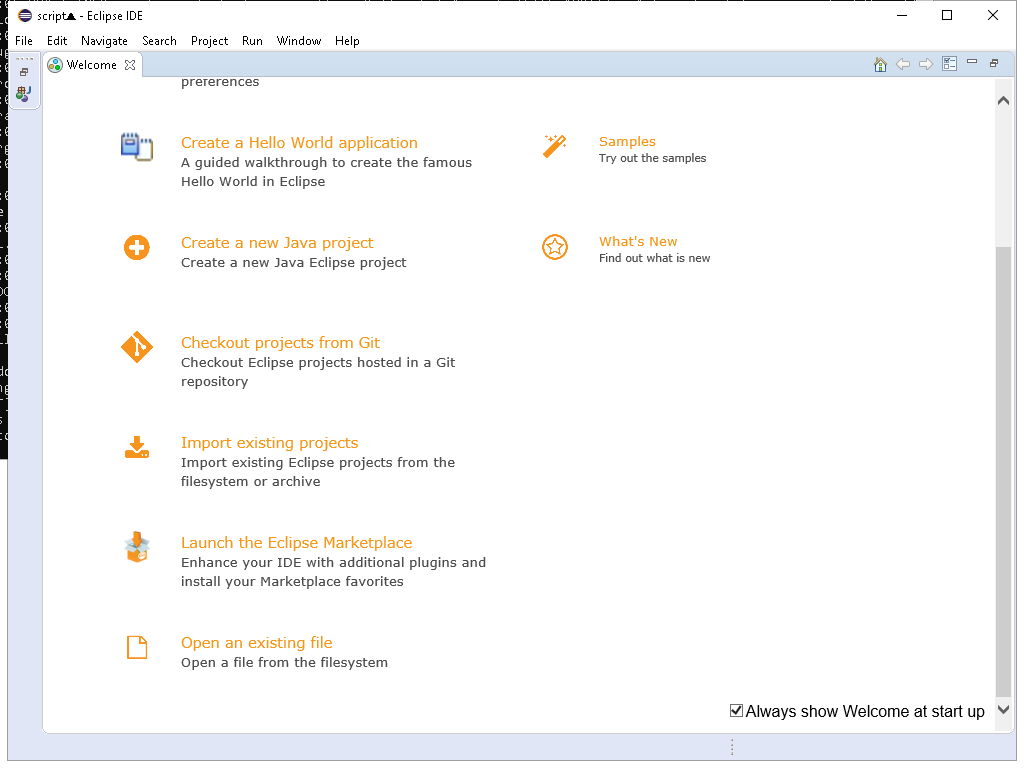 script▲ - Eclipse IDE
File Edit Navigate Search Project Run Window Help
Welcome
preferences
Create a Hello World application
A guided walkthrough to create the famous
Hello World in Eclipse
Samples
Try out the samples
Create a new Java project
Create a new Java Eclipse project
What's New
Find out what is new
Checkout projects from Git
Checkout Eclipse projects hosted in a Git
repository
Import existing projects
Import existing Eclipse projects from the
filesystem or archive
Launch the Eclipse Marketplace
Enhance your IDE with additional plugins and
install your Marketplace favorites
Open an existing file
Open a file from the filesystem
Always show Welcome at start up